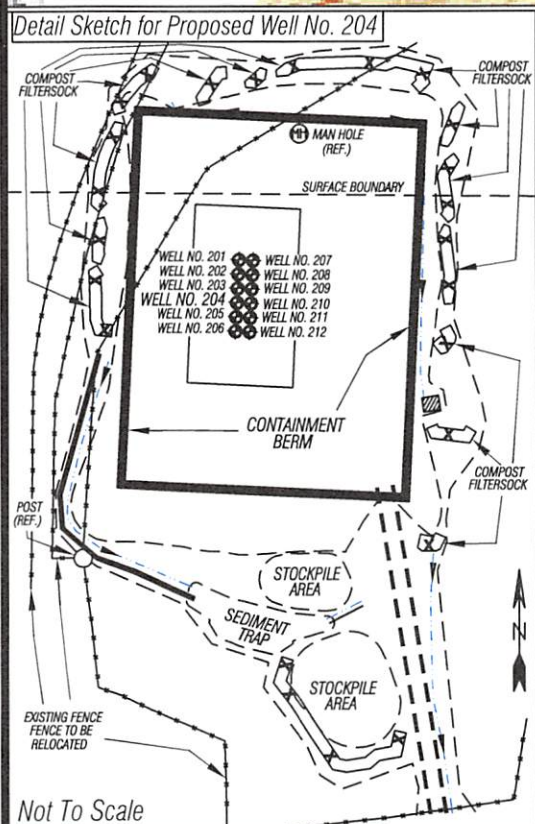 Detail Sketch for Proposed Well No. 204
COMPOST
FILTERSOCK
COMPOST
FILTERSOCK
MH
MAN HOLE
(REF.)
SURFACE BOUNDARY
WELL NO. 201
WELL NO. 202
WELL NO. 203
WELL NO. 204
WELL NO. 205
WELL NO. 206
WELL NO. 207
WELL NO. 208
WELL NO. 209
WELL NO. 210
WELL NO. 211
WELL NO. 212
CONTAINMENT
BERM
COMPOST
FILTERSOCK
POST
(REF.)
STOCKPILE
AREA
SEDIMENT
TRAP
STOCKPILE
AREA
N
EXISTING FENCE
FENCE TO BE
RELOCATED
Not To Scale